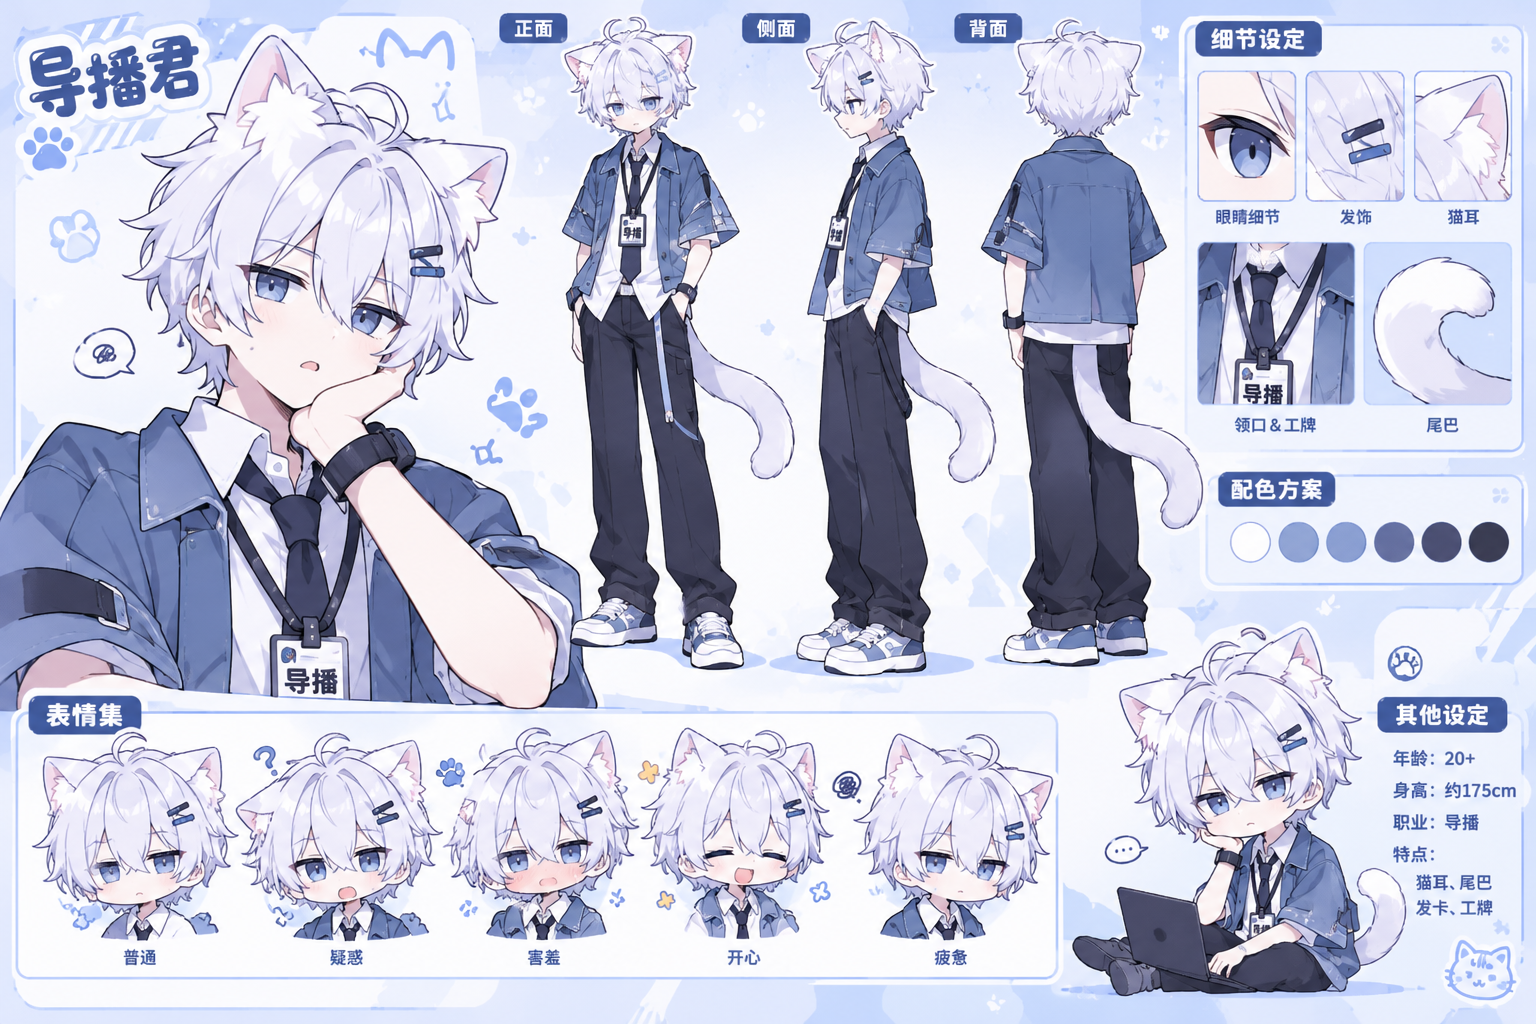 导播君
正面
侧面
背面
细节设定
眼睛细节
发饰
猫耳
导播
领口&工牌
尾巴
配色方案
导播
导播
导播
表情集
普通
疑惑
害羞
开心
疲惫
其他设定
年龄：20+
身高：约175cm
职业：导播
特点：
猫耳、尾巴
发卡、工牌